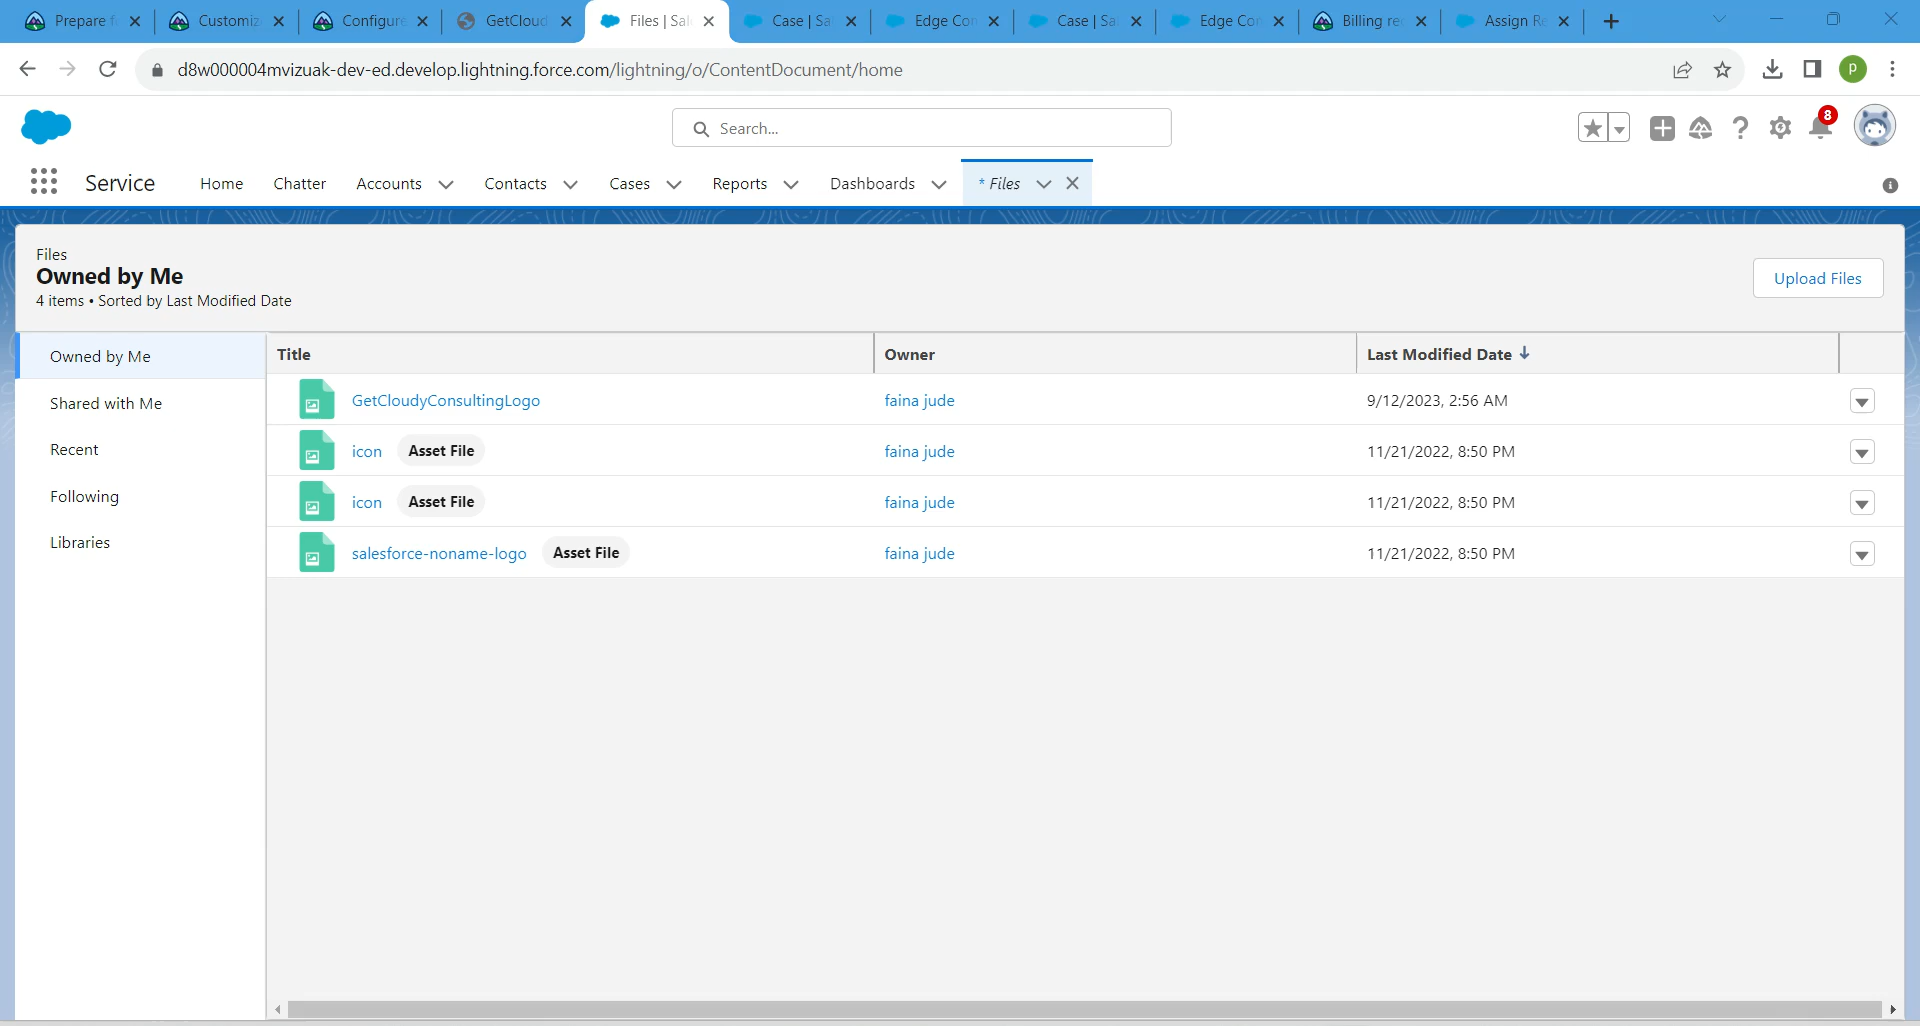 Prepare f
Customiz
Configure
GetCloud
Files | Sal
Case | Sa
Edge Con
Case | Sa
Edge Con
Billing re
Assign Re
d8w000004mvizuak-dev-ed.develop.lightning.force.com/lightning/o/ContentDocument/home
p
Search...
8
Service
Home
Chatter
Accounts
Contacts
Cases
Reports
Dashboards
* Files
Files
Owned by Me
4 items • Sorted by Last Modified Date
Upload Files
Owned by Me
Shared with Me
Recent
Following
Libraries
Title Owner Last Modified Date
GetCloudyConsultingLogo faina jude 9/12/2023, 2:56 AM
icon Asset File faina jude 11/21/2022, 8:50 PM
icon Asset File faina jude 11/21/2022, 8:50 PM
salesforce-noname-logo Asset File faina jude 11/21/2022, 8:50 PM